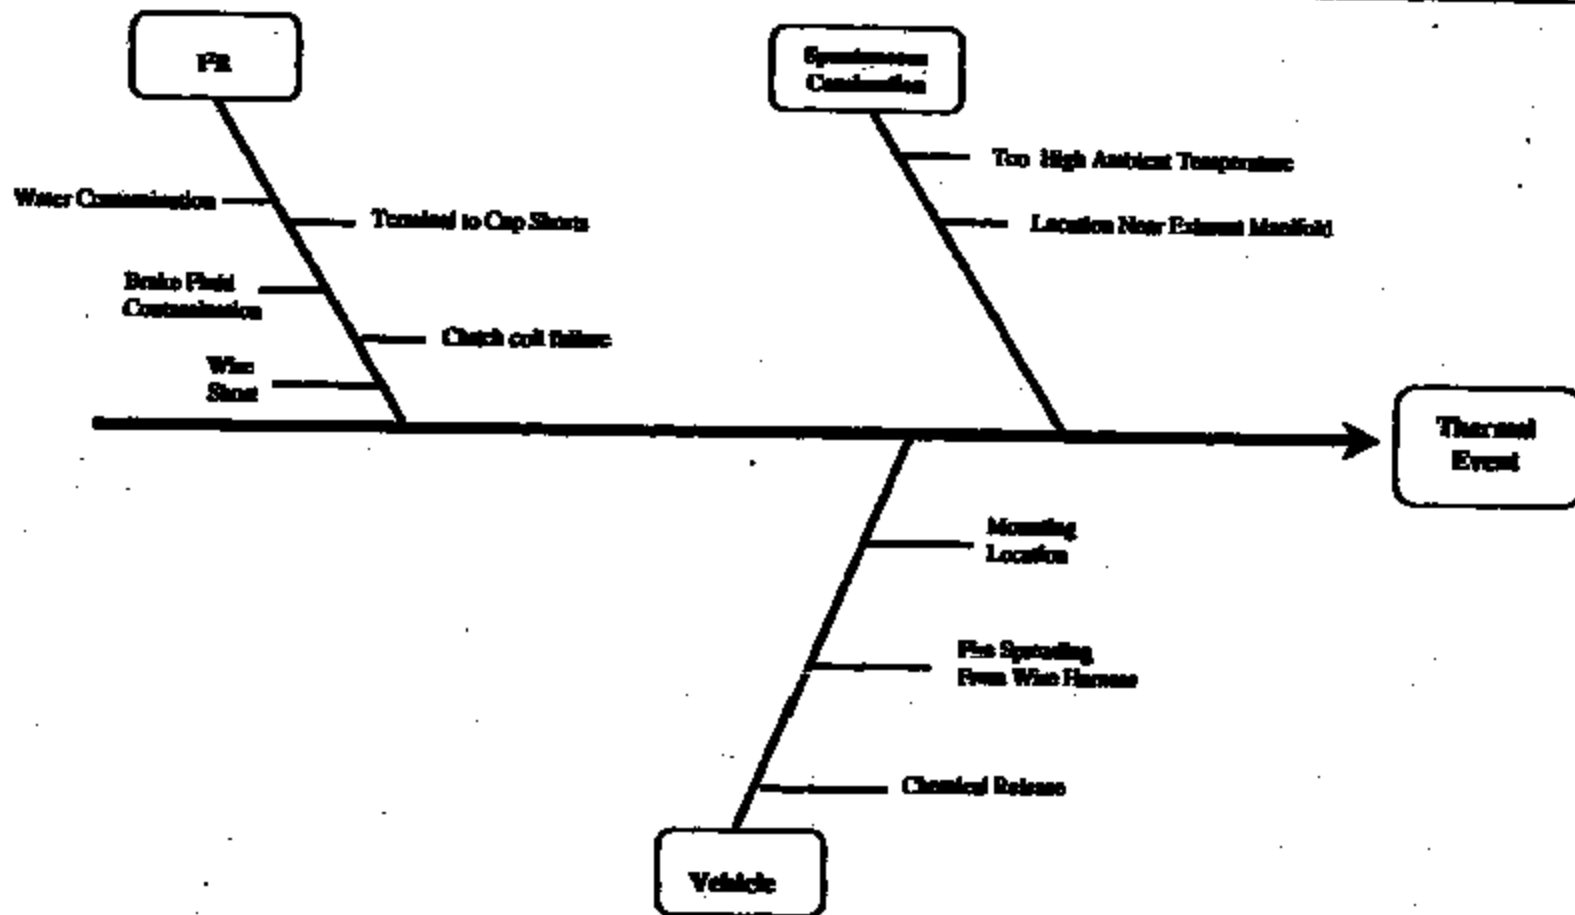 I²R
Spontaneous
Combustion
Too High Ambient Temperature
Water Contamination
Terminal to Cap Shorts
Location Near Exhaust Manifold
Brake Fluid
Contamination
Clutch coil failure
Wire
Short
Thermal
Event
Mounting
Location
Fire Spreading
From Wire Harness
Chemical Release
Vehicle